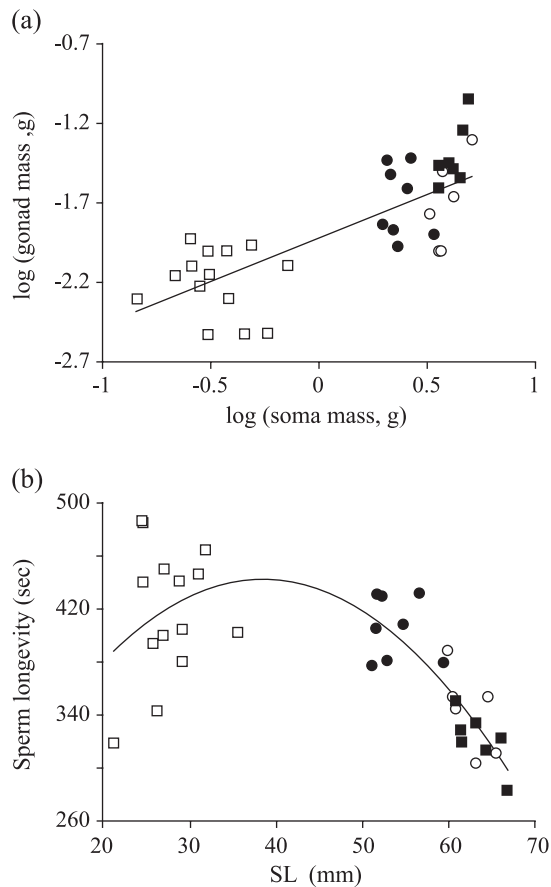 (a)
-0.7
-1.2
-1.7
-2.2
-2.7
log (gonad mass ,g)
-1 -0.5 0 0.5 1
log (soma mass, g)
(b)
500
420
340
260
Sperm longevity (sec)
20 30 40 50 60 70
SL (mm)